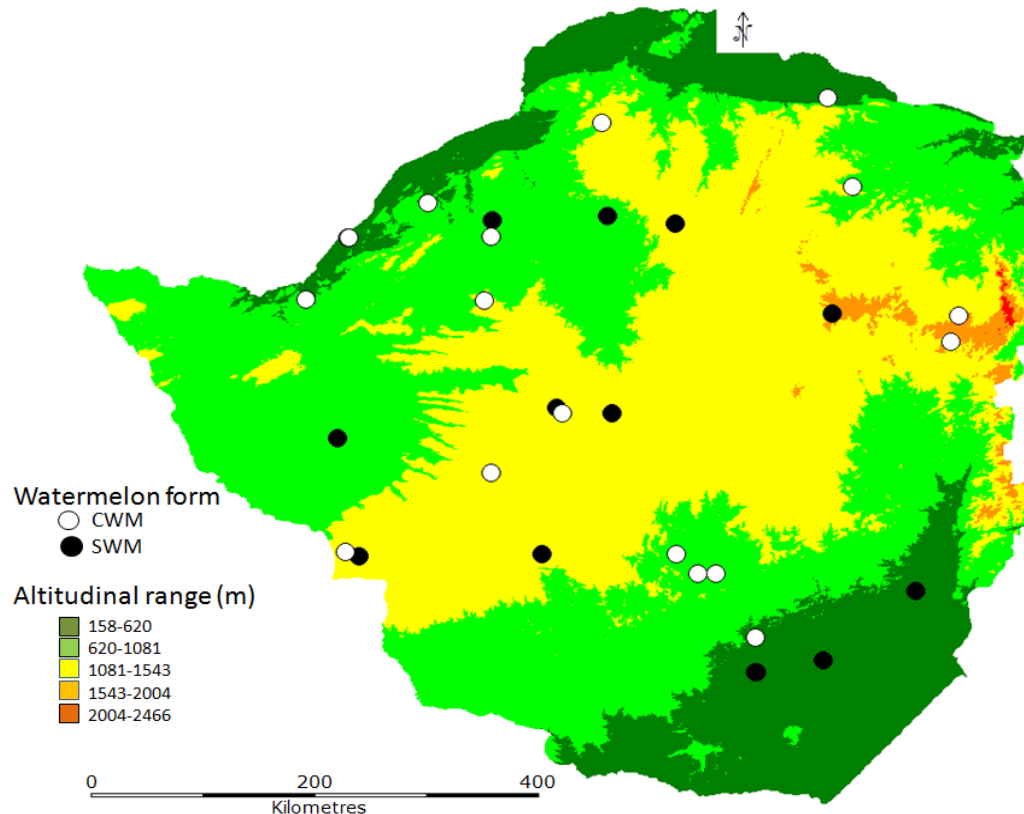 N
Watermelon form
CWM
SWM
Altitudinal range (m)
158-620
620-1081
1081-1543
1543-2004
2004-2466
0 200 400
Kilometres